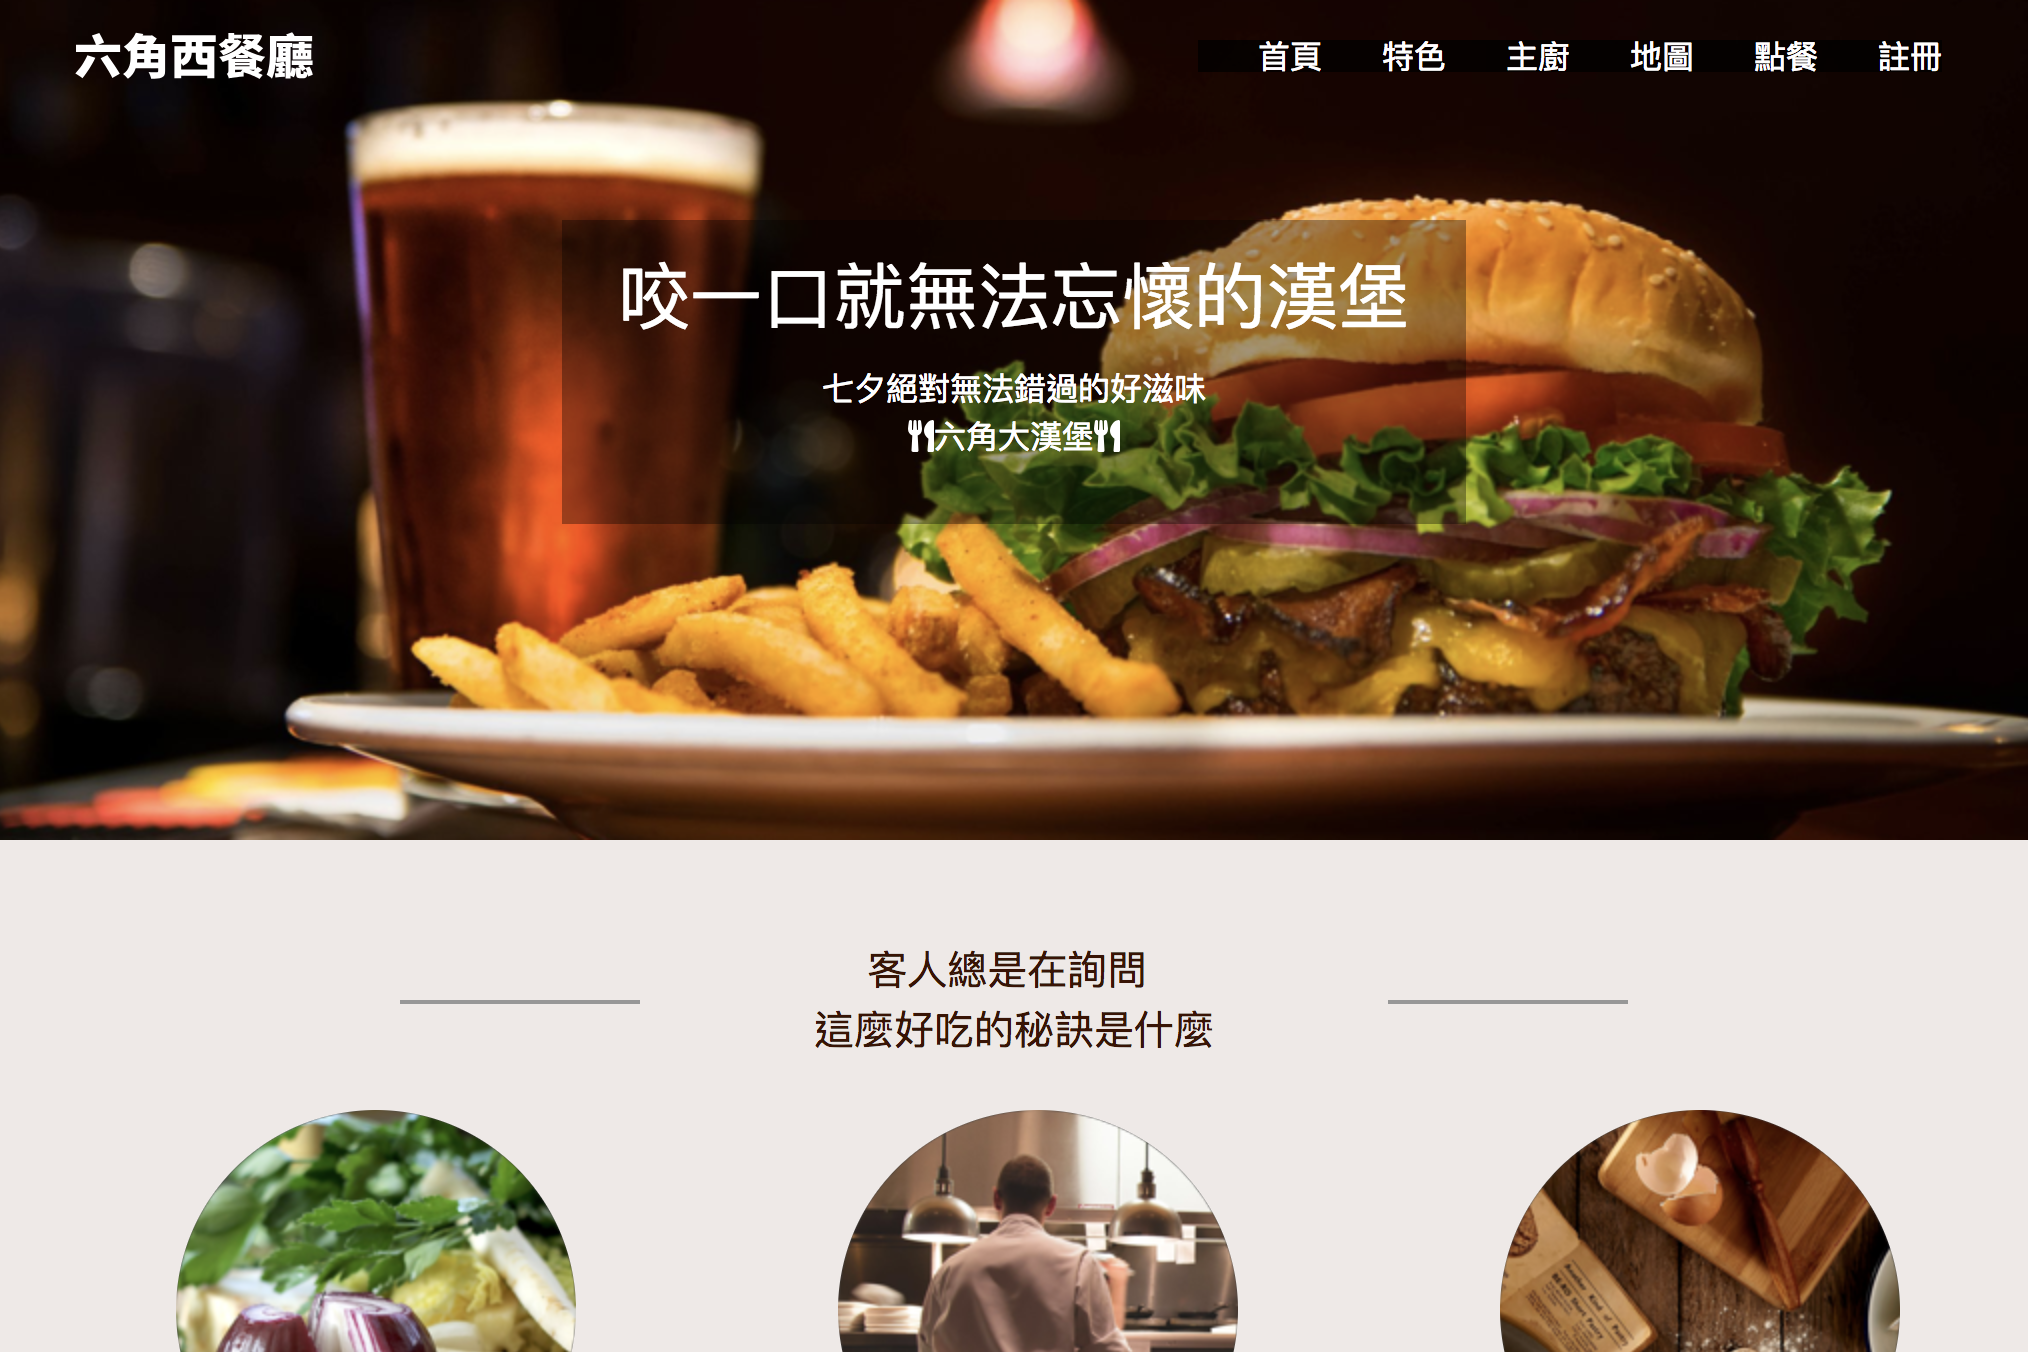 六角西餐廳
首頁 特色 主廚 地圖 點餐 註冊
咬一口就無法忘懷的漢堡
七夕絕對無法錯過的好滋味
六角大漢堡
客人總是在詢問
這麼好吃的秘訣是什麼